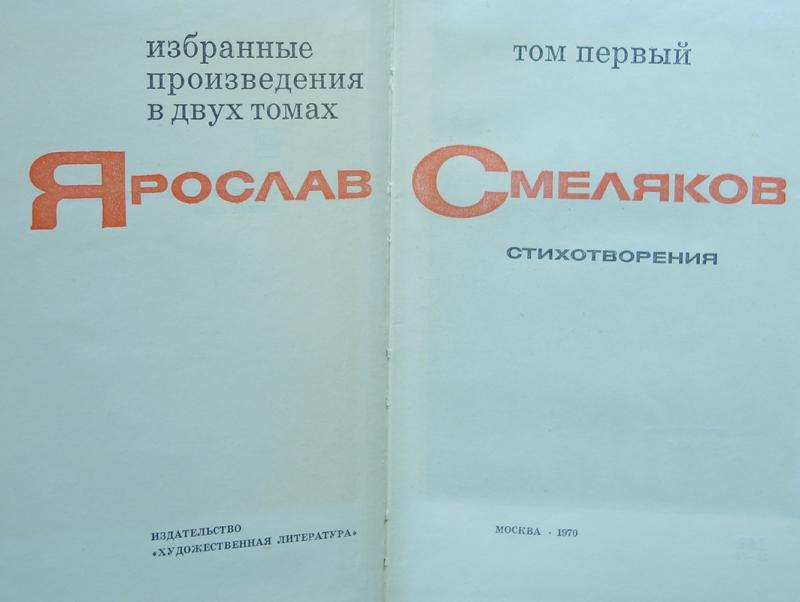 избранные
произведения
в двух томах
ЯРОСЛАВ
ИЗДАТЕЛЬСТВО
«ХУДОЖЕСТВЕННАЯ ЛИТЕРАТУРА»
том первый
СМЕЛЯКОВ
СТИХОТВОРЕНИЯ
МОСКВА · 1970